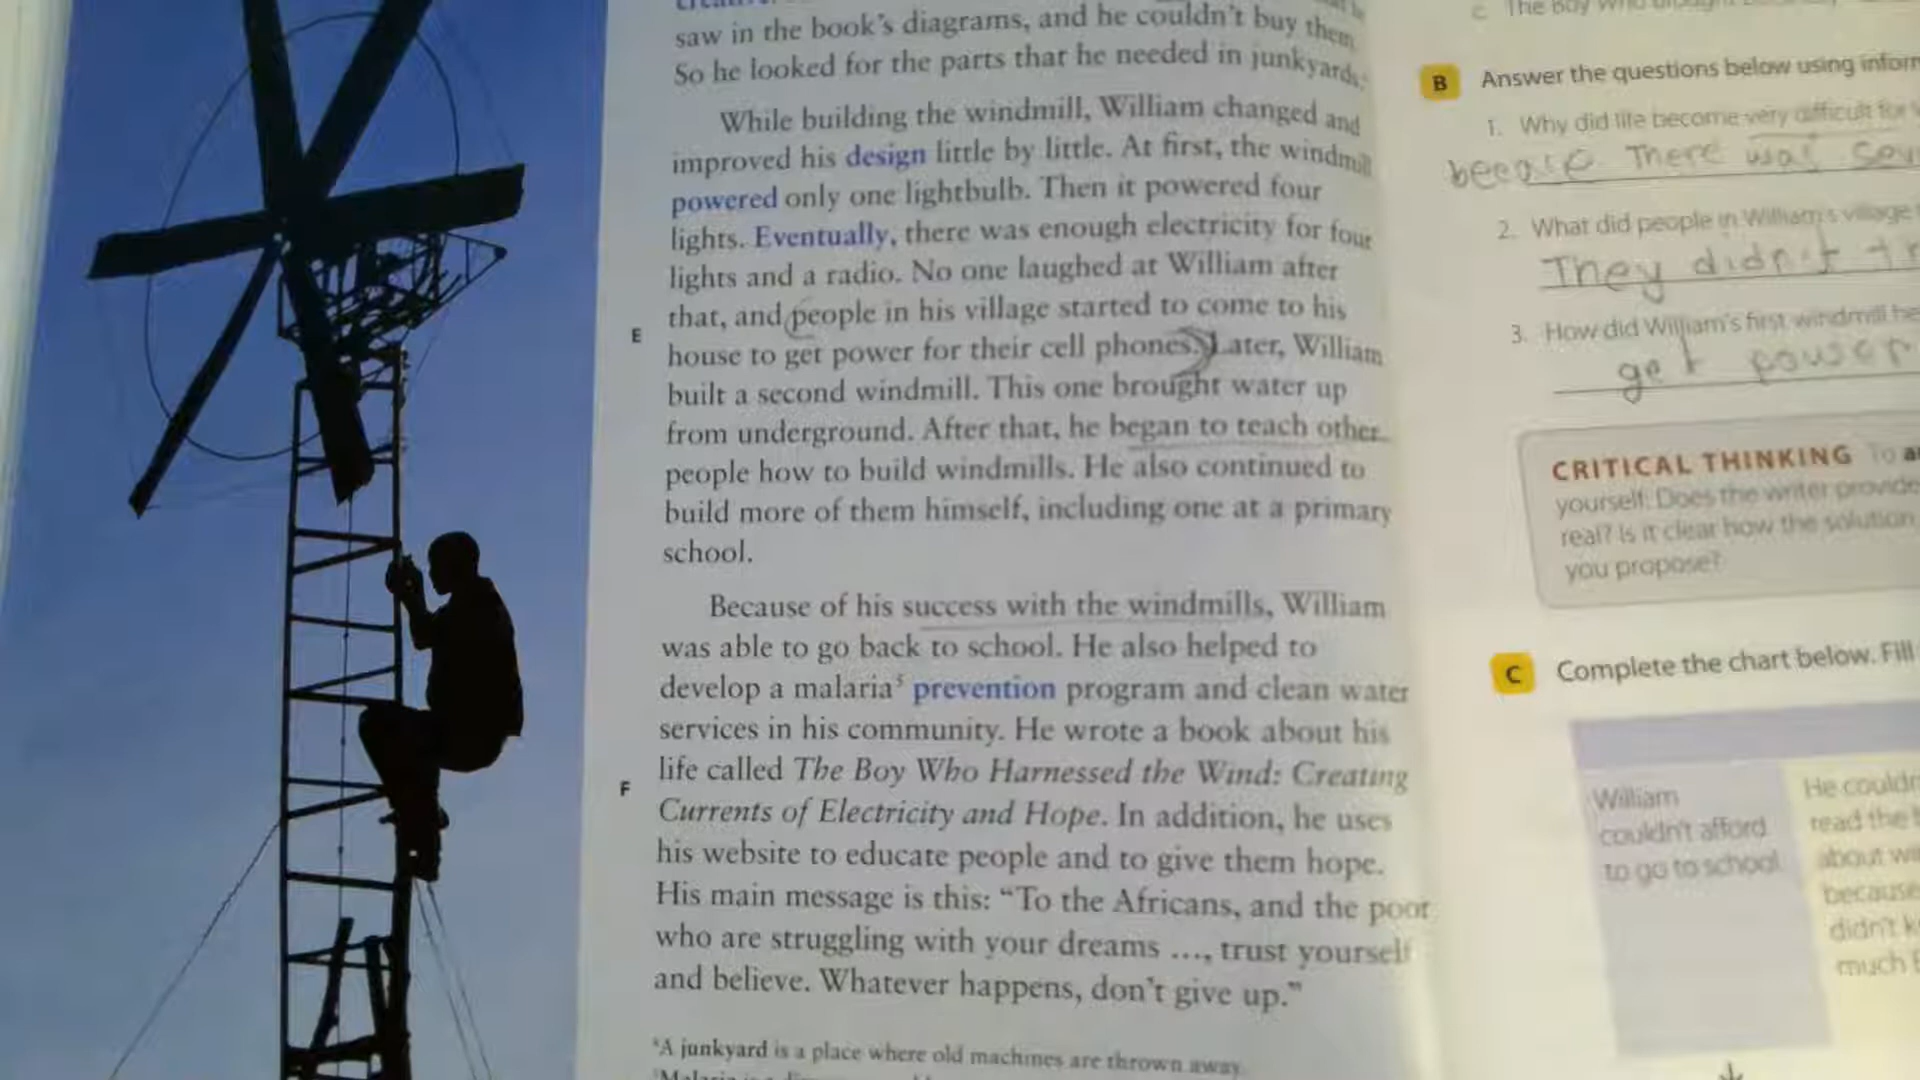 saw in the book's diagrams, and he couldn't buy them.
So he looked for the parts that he needed in junkyards.⁴
While building the windmill, William changed and
improved his design little by little. At first, the windmill
powered only one lightbulb. Then it powered four
lights. Eventually, there was enough electricity for four
lights and a radio. No one laughed at William after
that, and people in his village started to come to his
E
house to get power for their cell phones. Later, William
built a second windmill. This one brought water up
from underground. After that, he began to teach other
people how to build windmills. He also continued to
build more of them himself, including one at a primary
school.
Because of his success with the windmills, William
was able to go back to school. He also helped to
develop a malaria⁵ prevention program and clean water
services in his community. He wrote a book about his
life called The Boy Who Harnessed the Wind: Creating
F
Currents of Electricity and Hope. In addition, he uses
his website to educate people and to give them hope.
His main message is this: “To the Africans, and the poor
who are struggling with your dreams ..., trust yourself
and believe. Whatever happens, don't give up.”
⁴A junkyard is a place where old machines are thrown away.
c The Boy Who
B Answer the questions below using
1. Why did life become very difficult for
There was
2. What did people in William's village
They didn't
3. How did William's first windmill
get power
CRITICAL THINKING To
yourself: Does the writer
real? Is it clear how the solution
you propose?
C Complete the chart below. Fill
William
couldn't afford
to go to school.
He
read the
about
because
didn't
much